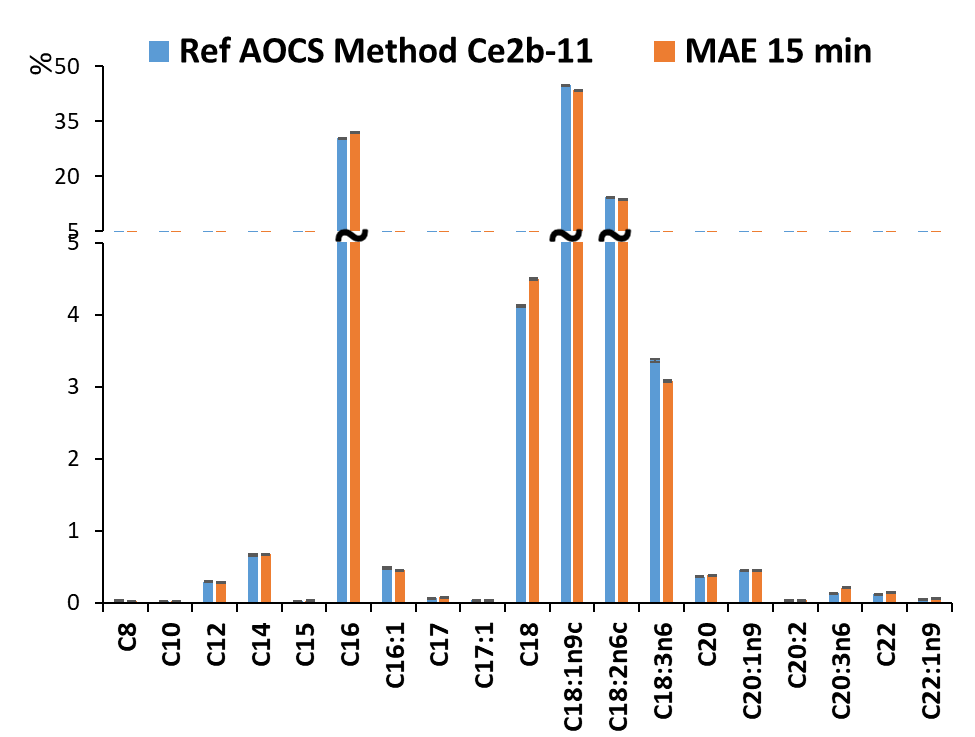 Ref AOCS Method Ce2b-11 MAE 15 min
%
50
35
20
5
5
4
3
2
1
0
C8
C10
C12
C14
C15
C16
C16:1
C17
C17:1
C18
C18:1n9c
C18:2n6c
C18:3n6
C20
C20:1n9
C20:2
C20:3n6
C22
C22:1n9